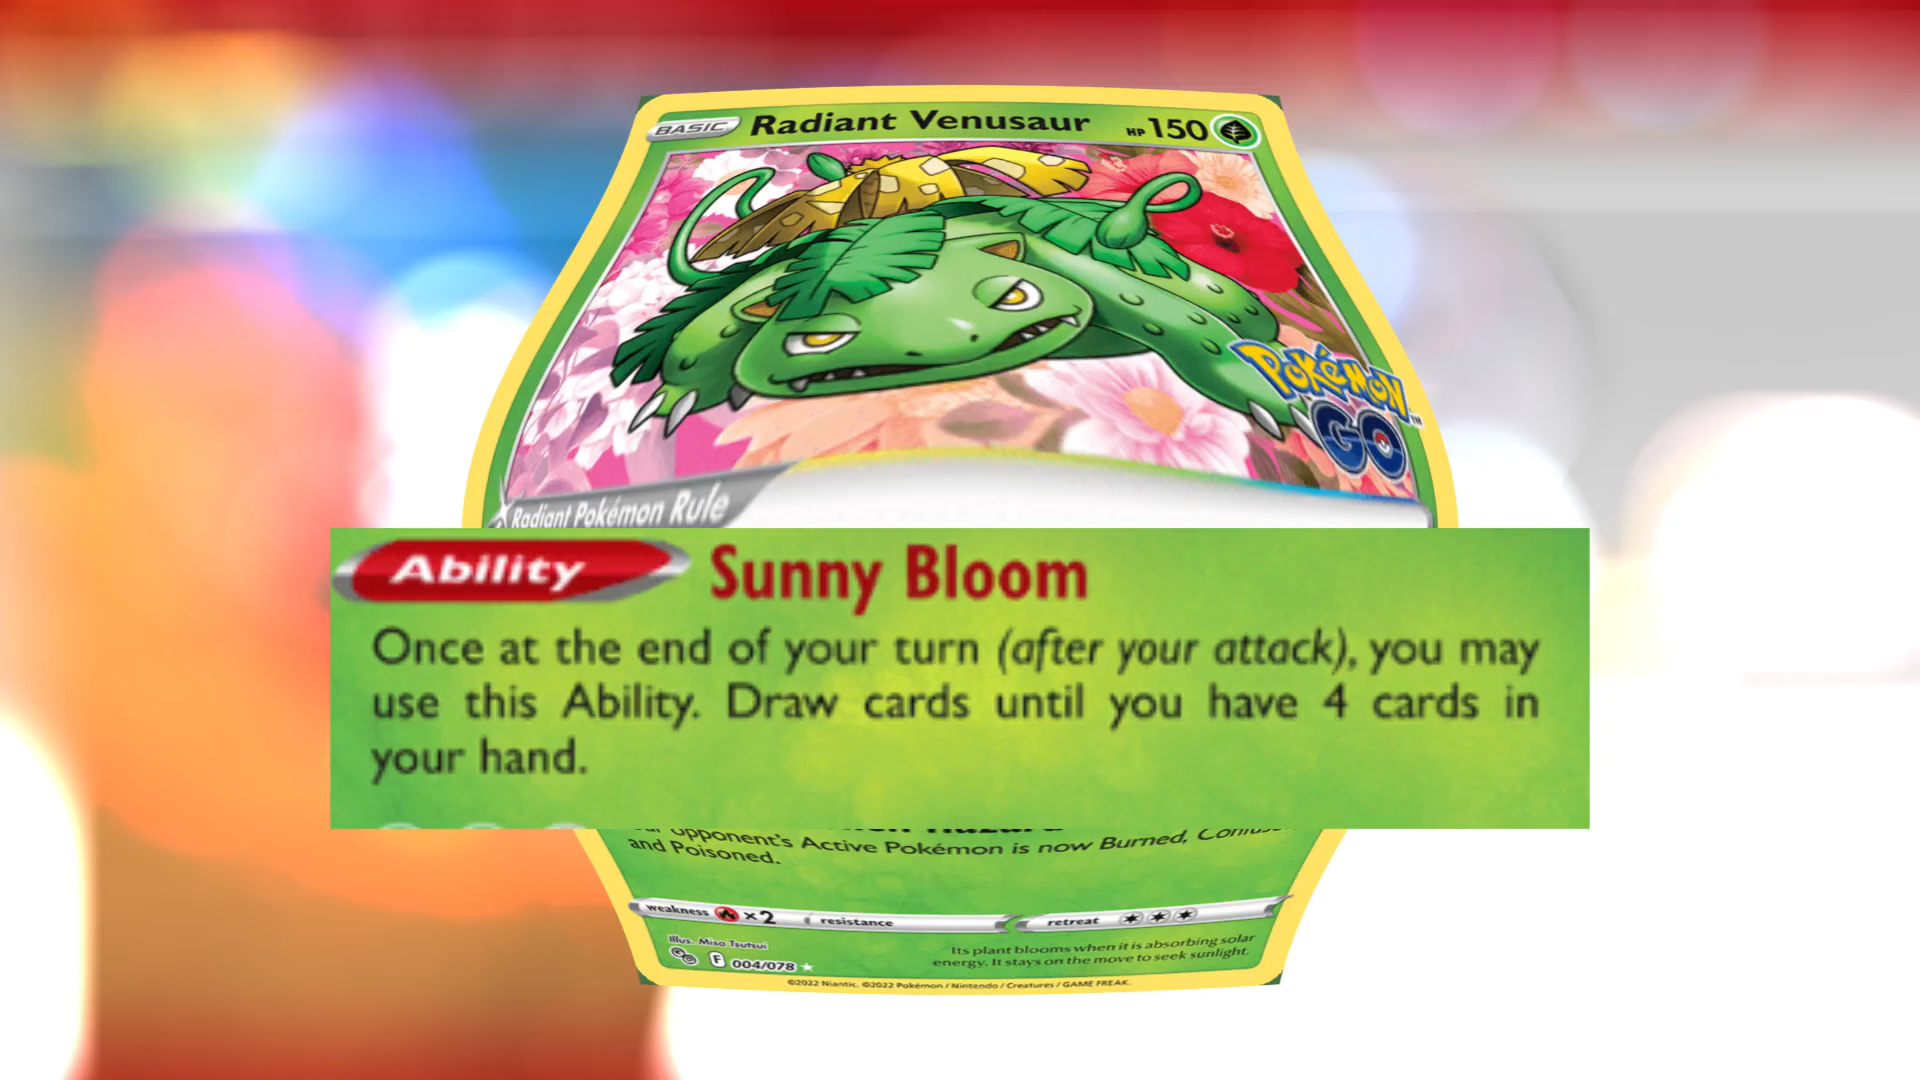 BASIC Radiant Venusaur HP 150
POKÉMON
GO
Radiant Pokémon Rule
Ability Sunny Bloom
Once at the end of your turn (after your attack), you may
use this Ability. Draw cards until you have 4 cards in
your hand.
Opponent's Active Pokémon is now Burned,
and Poisoned.
weakness ×2 resistance retreat
Illus. Misa Tsutsui
Its plant blooms when it is absorbing solar
energy. It stays on the move to seek sunlight.
F 004/078
©2022 Niantic. ©2022 Pokémon / Nintendo / Creatures / GAME FREAK.